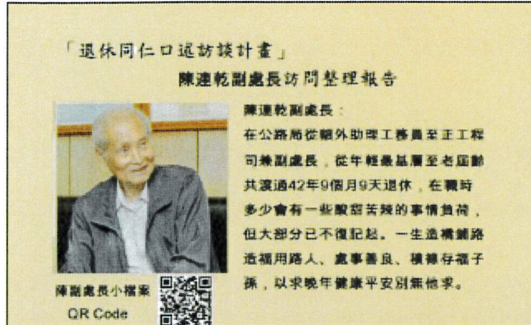 「退休同仁口述訪談計畫」
陳連乾副處長訪問整理報告
陳連乾副處長：
在公路局從額外助理工務員至正工程
司兼副處長，從年輕最基層至老屆齡
共渡過42年9個月9天退休，在職時
多少會有一些酸甜苦辣的事情負荷，
但大部分已不復記起。一生造橋鋪路
造福用路人、處事善良、積德存福子
孫，以求晚年健康平安別無他求。
陳副處長小檔案
QR Code